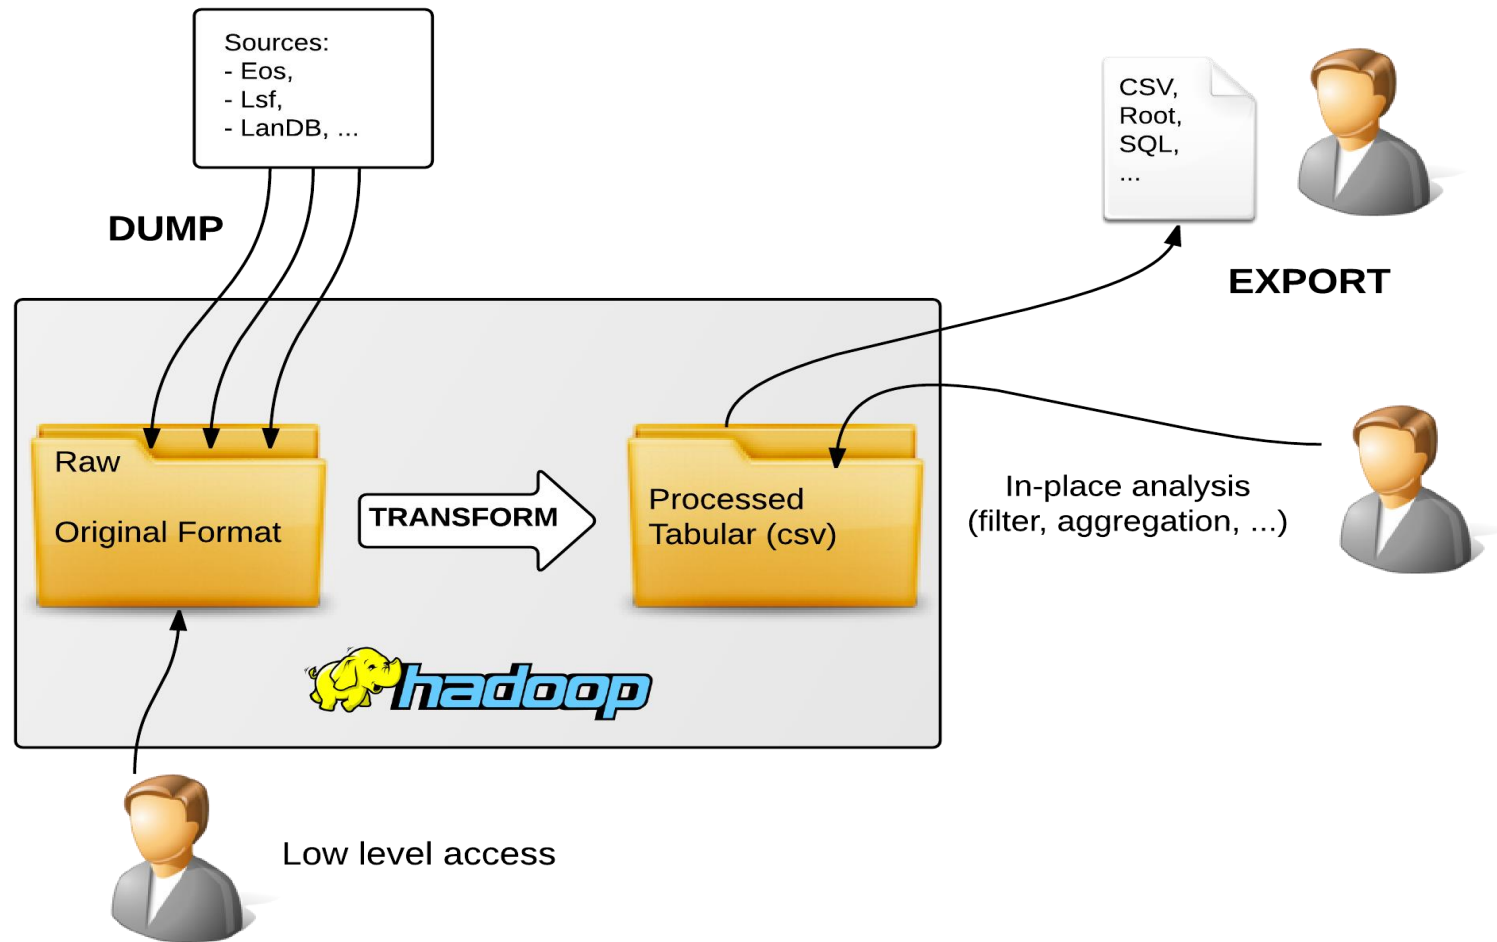 Sources:
- Eos,
- Lsf,
- LanDB, ...
CSV,
Root,
SQL,
...
DUMP
EXPORT
Raw
Original Format
TRANSFORM
Processed
Tabular (csv)
In-place analysis
(filter, aggregation, ...)
hadoop
Low level access